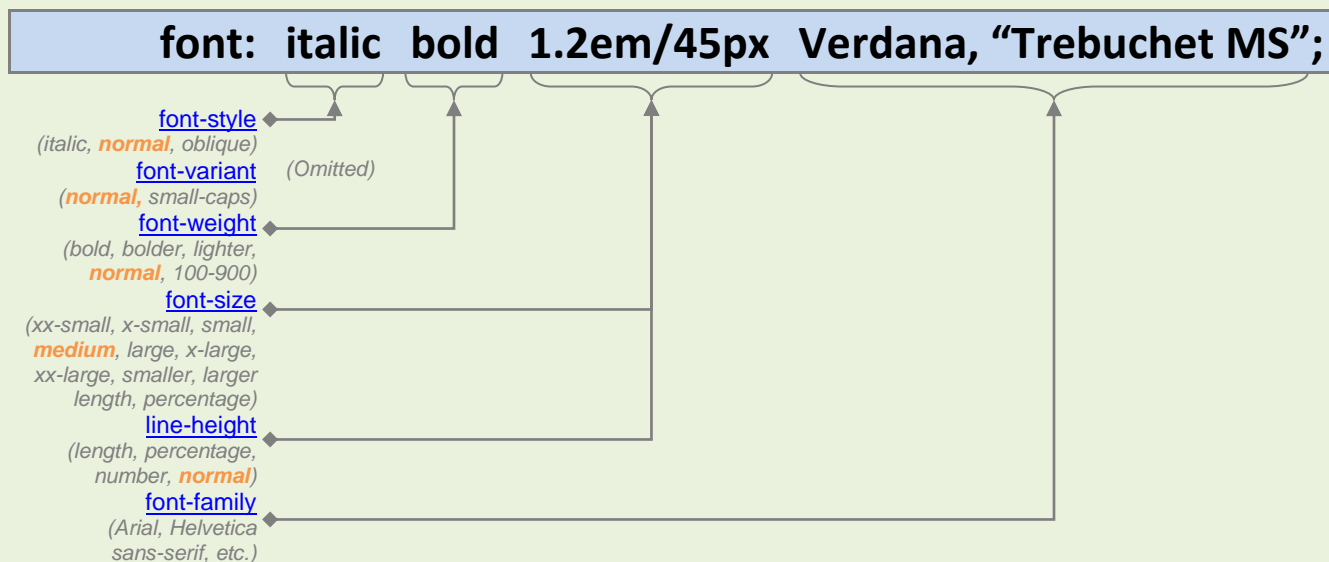 font: italic bold 1.2em/45px Verdana, “Trebuchet MS”;
font-style
(italic, normal, oblique)
font-variant (Omitted)
(normal, small-caps)
font-weight
(bold, bolder, lighter,
normal, 100-900)
font-size
(xx-small, x-small, small,
medium, large, x-large,
xx-large, smaller, larger
length, percentage)
line-height
(length, percentage,
number, normal)
font-family
(Arial, Helvetica
sans-serif, etc.)